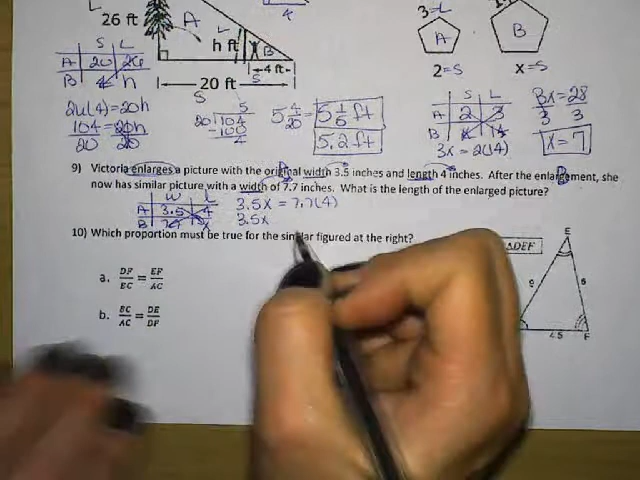 L
26 ft
A
L
h ft
B
4 ft
S
20 ft
S
S L
A 20 26
B 4 h
26(4) = 20h
104 = 20h
20 20
5
20 104
-100
4
5 4/20
5 1/5 ft
5.2 ft
3=L
A
2=S
B
x=S
S L
A 2 3
B x 14
3x = 2(14)
3x = 28
3 3
x = 7
A
B
9) Victoria enlarges a picture with the original width 3.5 inches and length 4 inches. After the enlargement, she
now has similar picture with a width of 7.7 inches. What is the length of the enlarged picture?
W L
A 3.5 4
B 7.7 x
3.5x = 7.7(4)
3.5x
10) Which proportion must be true for the similar figured at the right?
ΔDEF
a. DF/BC = EF/AC
b. BC/AC = DE/DF
E
9
6
4.5
F